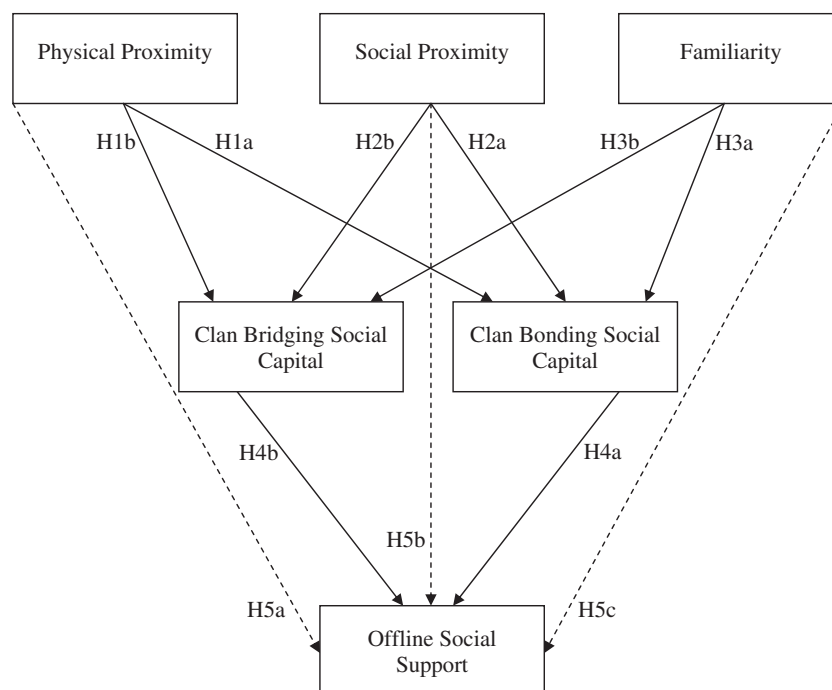 Physical Proximity
Social Proximity
Familiarity
H1b
H1a
H2b
H2a
H3b
H3a
Clan Bridging Social
Capital
Clan Bonding Social
Capital
H4b
H4a
H5b
H5a
H5c
Offline Social
Support